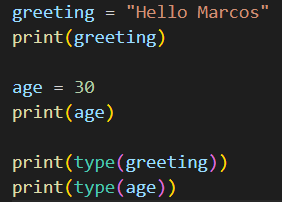 greeting = "Hello Marcos"
print(greeting)
age = 30
print(age)
print(type(greeting))
print(type(age))